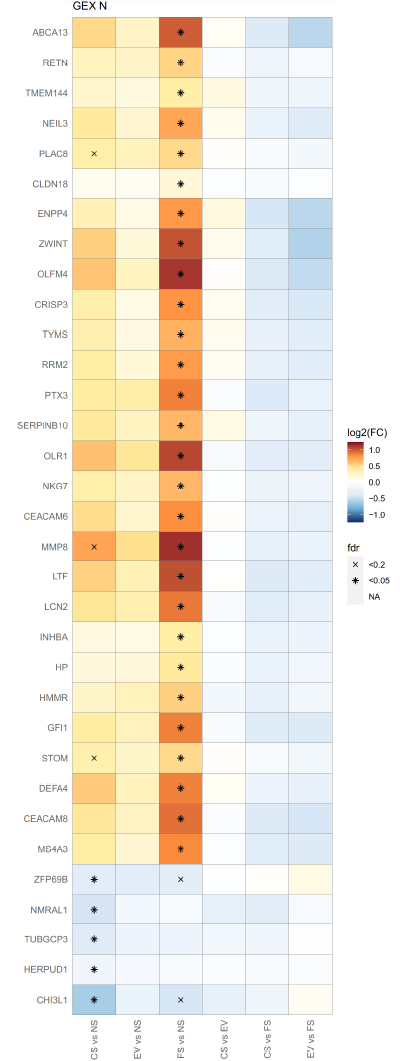 GEX N
ABCA13
RETN
TMEM144
NEIL3
PLAC8
CLDN18
ENPP4
ZWINT
OLFM4
CRISP3
TYMS
RRM2
PTX3
SERPINB10
OLR1
NKG7
CEACAM6
MMP8
LTF
LCN2
INHBA
HP
HMMR
GFI1
STOM
DEFA4
CEACAM8
MS4A3
ZFP69B
NMRAL1
TUBGCP3
HERPUD1
CHI3L1
CS vs NS
EV vs NS
FS vs NS
CS vs EV
CS vs FS
EV vs FS
log2(FC)
1.0
0.5
0.0
−0.5
−1.0
fdr
<0.2
<0.05
NA